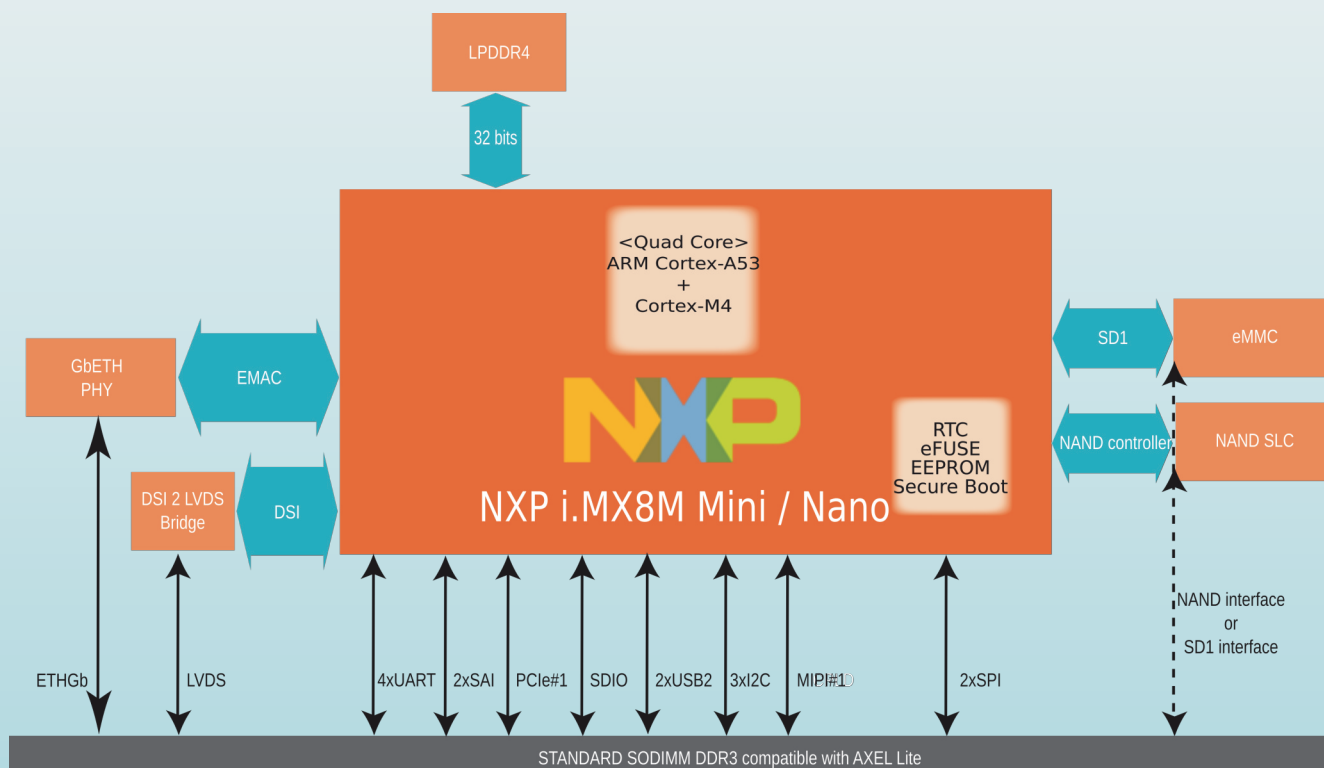 LPDDR4
32 bits
<Quad Core>
ARM Cortex-A53
+
Cortex-M4
SD1
eMMC
GbETH
PHY
EMAC
NXP
RTC
eFUSE
EEPROM
Secure Boot
NAND controller
NAND SLC
DSI 2 LVDS
Bridge
DSI
NXP i.MX8M Mini / Nano
NAND interface
or
SD1 interface
ETHGb
LVDS
4xUART
2xSAI
PCIe#1
SDIO
2xUSB2
3xI2C
MIPI#1
2xSPI
STANDARD SODIMM DDR3 compatible with AXEL Lite